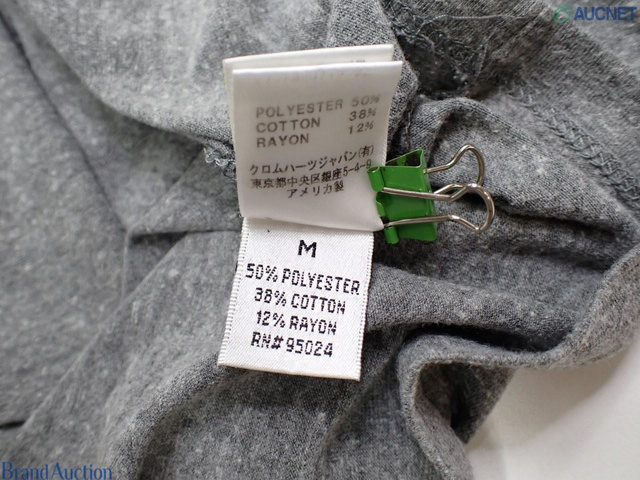 AUCNET
POLYESTER 50%
COTTON 38%
RAYON 12%
クロムハーツジャパン(有)
東京都中央区銀座5-4-9
アメリカ製
M
50% POLYESTER
38% COTTON
12% RAYON
RN# 95024
BrandAuction